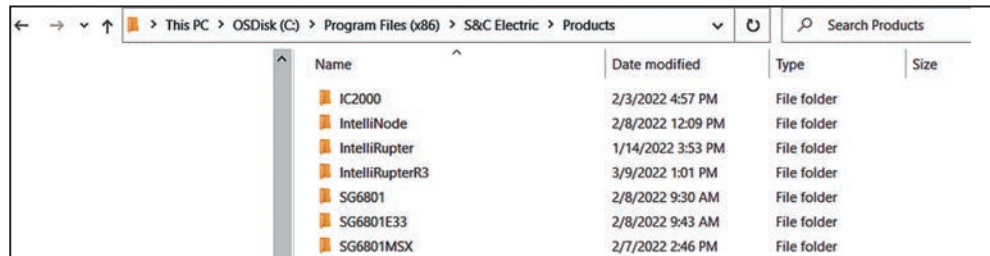 This PC > OSDisk (C:) > Program Files (x86) > S&C Electric > Products Search Products
Name Date modified Type Size
IC2000 2/3/2022 4:57 PM File folder
IntelliNode 2/8/2022 12:09 PM File folder
IntelliRupter 1/14/2022 3:53 PM File folder
IntelliRupterR3 3/9/2022 1:01 PM File folder
SG6801 2/8/2022 9:30 AM File folder
SG6801E33 2/8/2022 9:43 AM File folder
SG6801MSX 2/7/2022 2:46 PM File folder